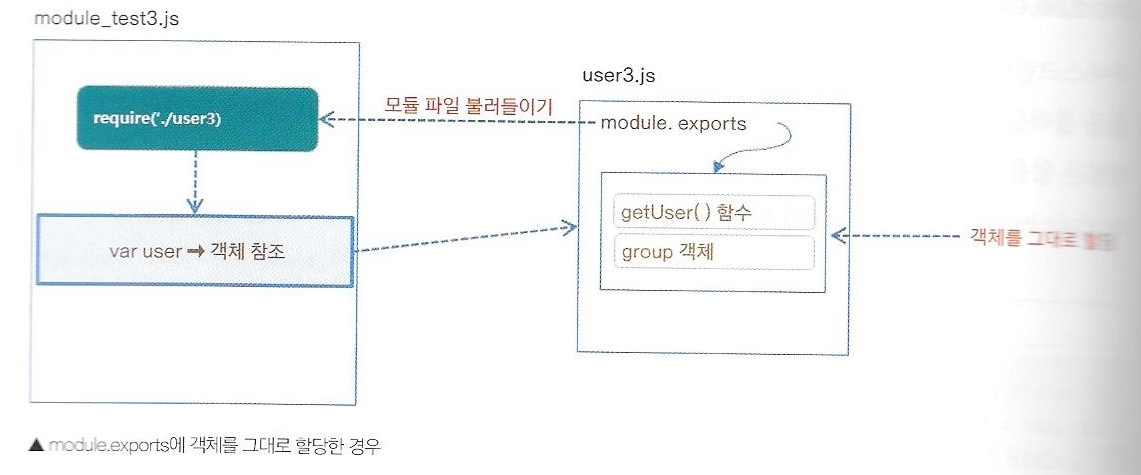 module_test3.js
require('./user3)
var user ➡ 객체 참조
모듈 파일 불러들이기
user3.js
module. exports
getUser( ) 함수
group 객체
객체를 그대로 할당
▲ module.exports에 객체를 그대로 할당한 경우